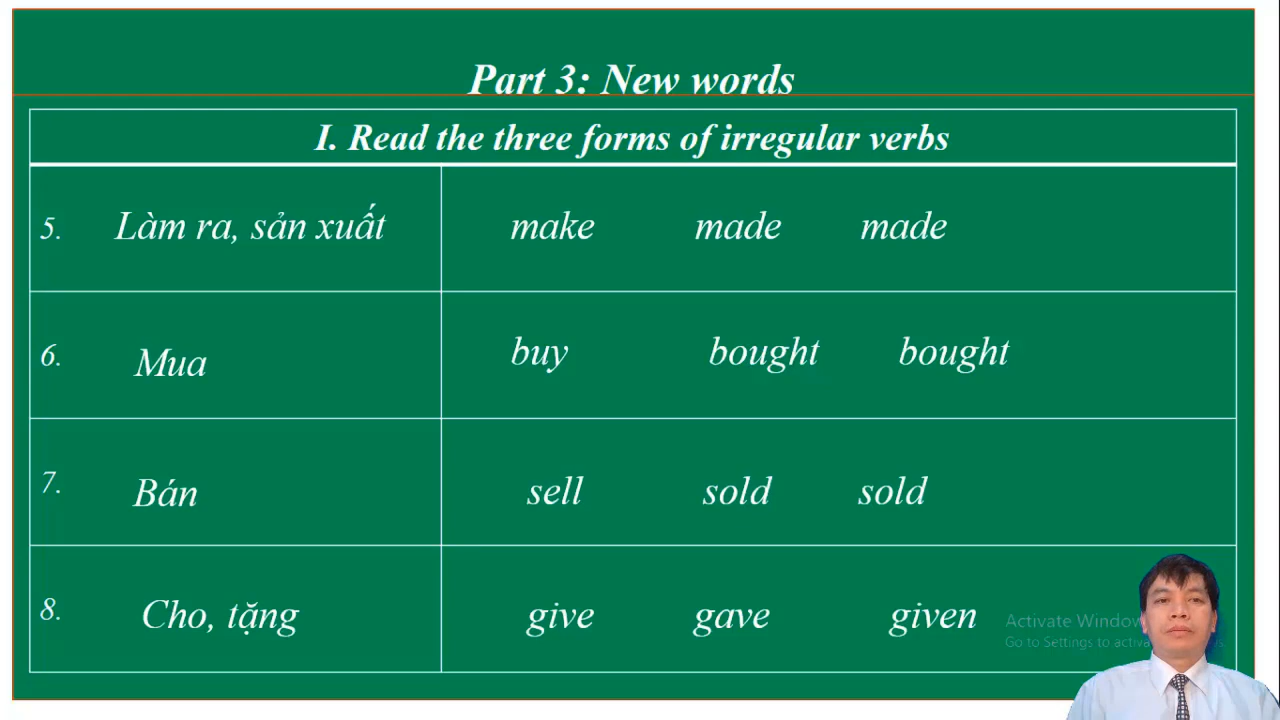 Part 3: New words
I. Read the three forms of irregular verbs
5. Làm ra, sản xuất make made made
6. Mua buy bought bought
7. Bán sell sold sold
8. Cho, tặng give gave given
Activate Window
Go to Settings to activa